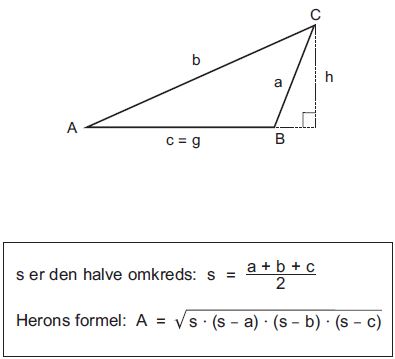 C
b
a
h
A
B
c = g
s er den halve omkreds: s = (a + b + c) / 2
Herons formel: A = √(s · (s – a) · (s – b) · (s – c))